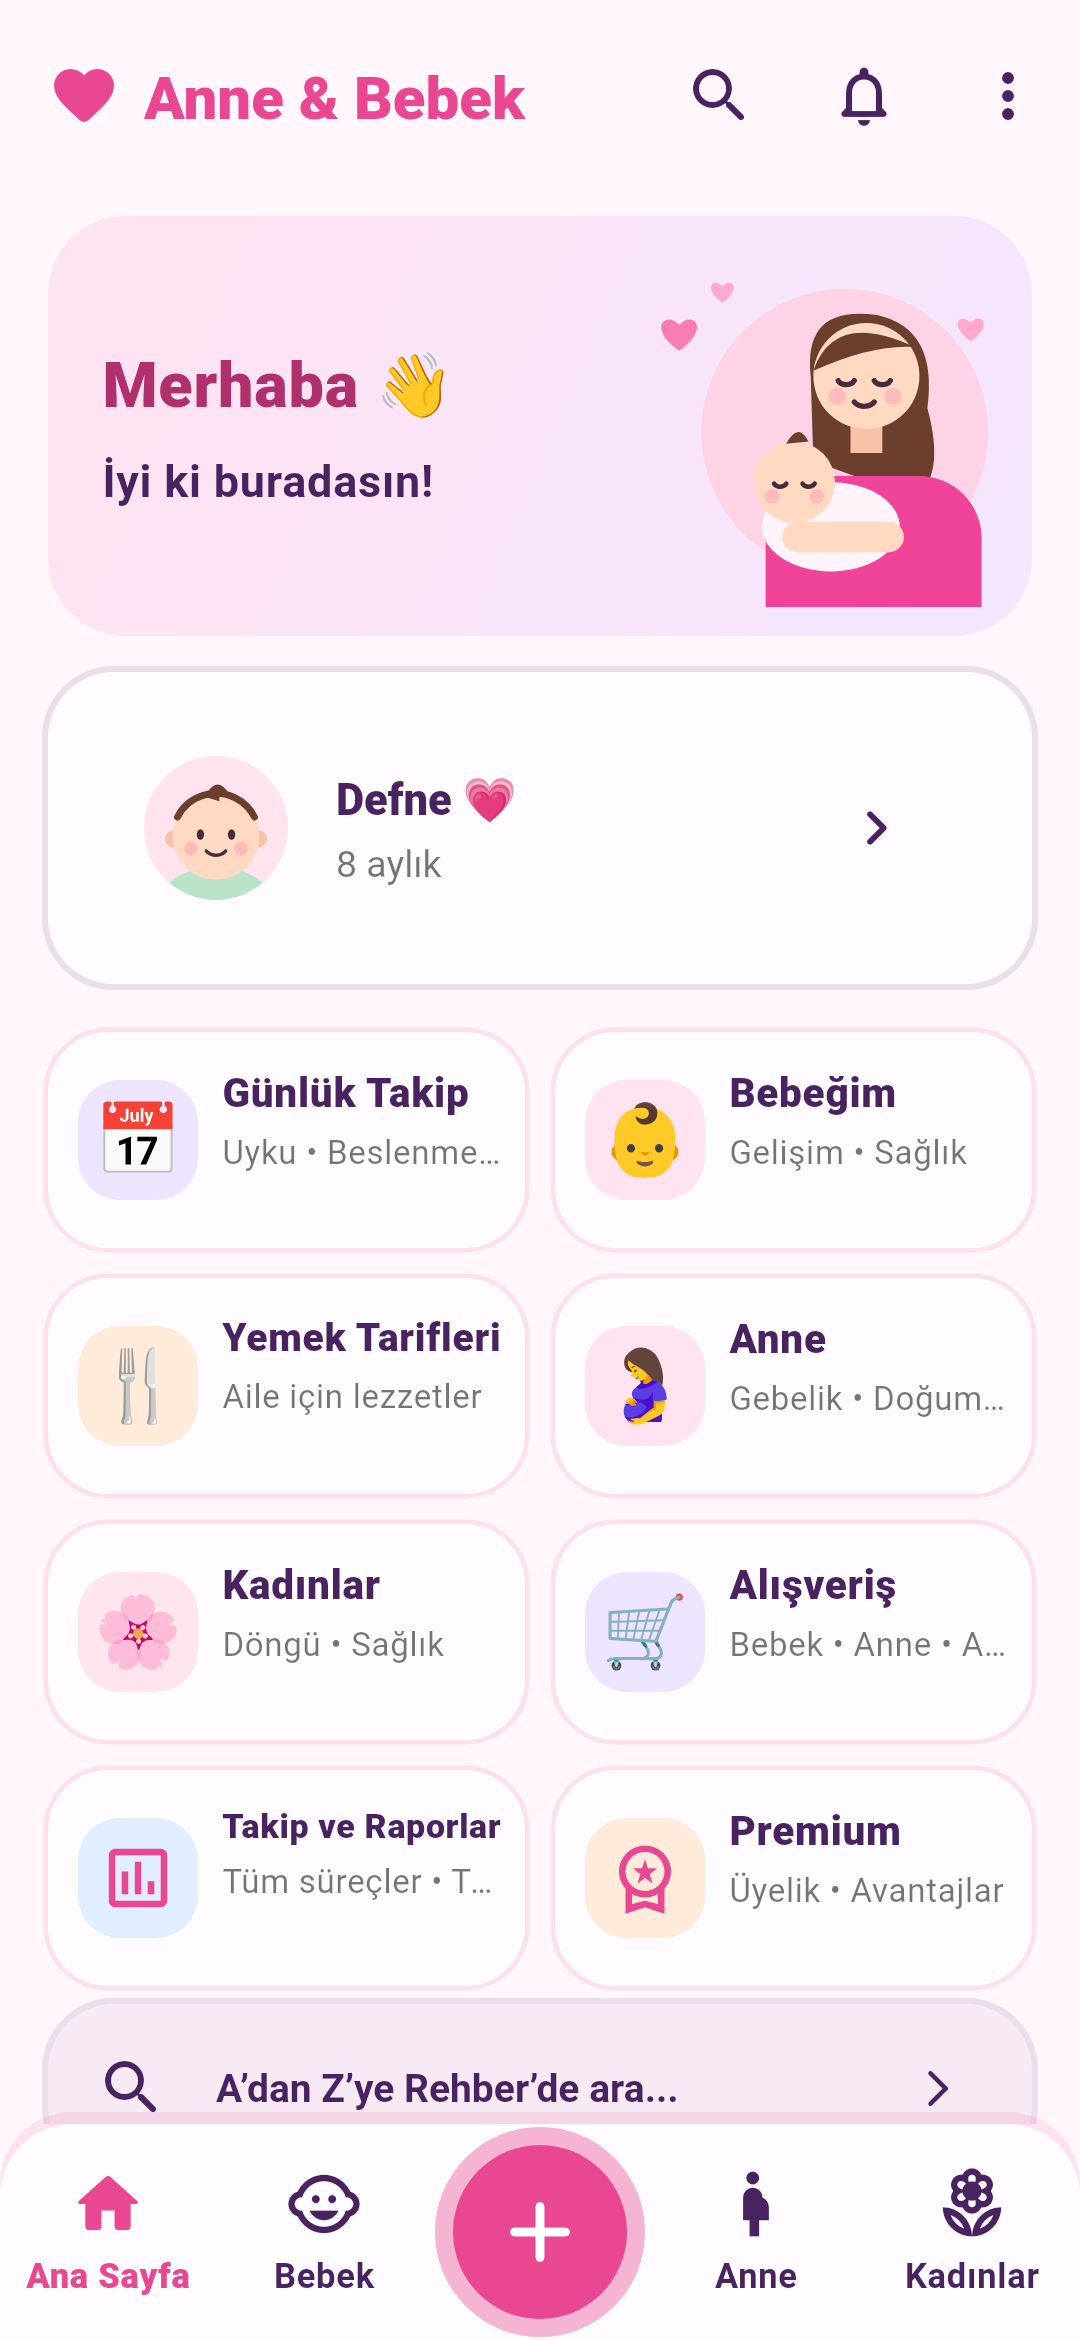 Anne & Bebek
Merhaba 👋
İyi ki buradasın!
Defne 💗
8 aylık
July
17
Günlük Takip
Uyku • Beslenme...
Bebeğim
Gelişim • Sağlık
Yemek Tarifleri
Aile için lezzetler
Anne
Gebelik • Doğum...
Kadınlar
Döngü • Sağlık
Alışveriş
Bebek • Anne • A...
Takip ve Raporlar
Tüm süreçler • T...
Premium
Üyelik • Avantajlar
A’dan Z’ye Rehber’de ara...
Ana Sayfa
Bebek
Anne
Kadınlar